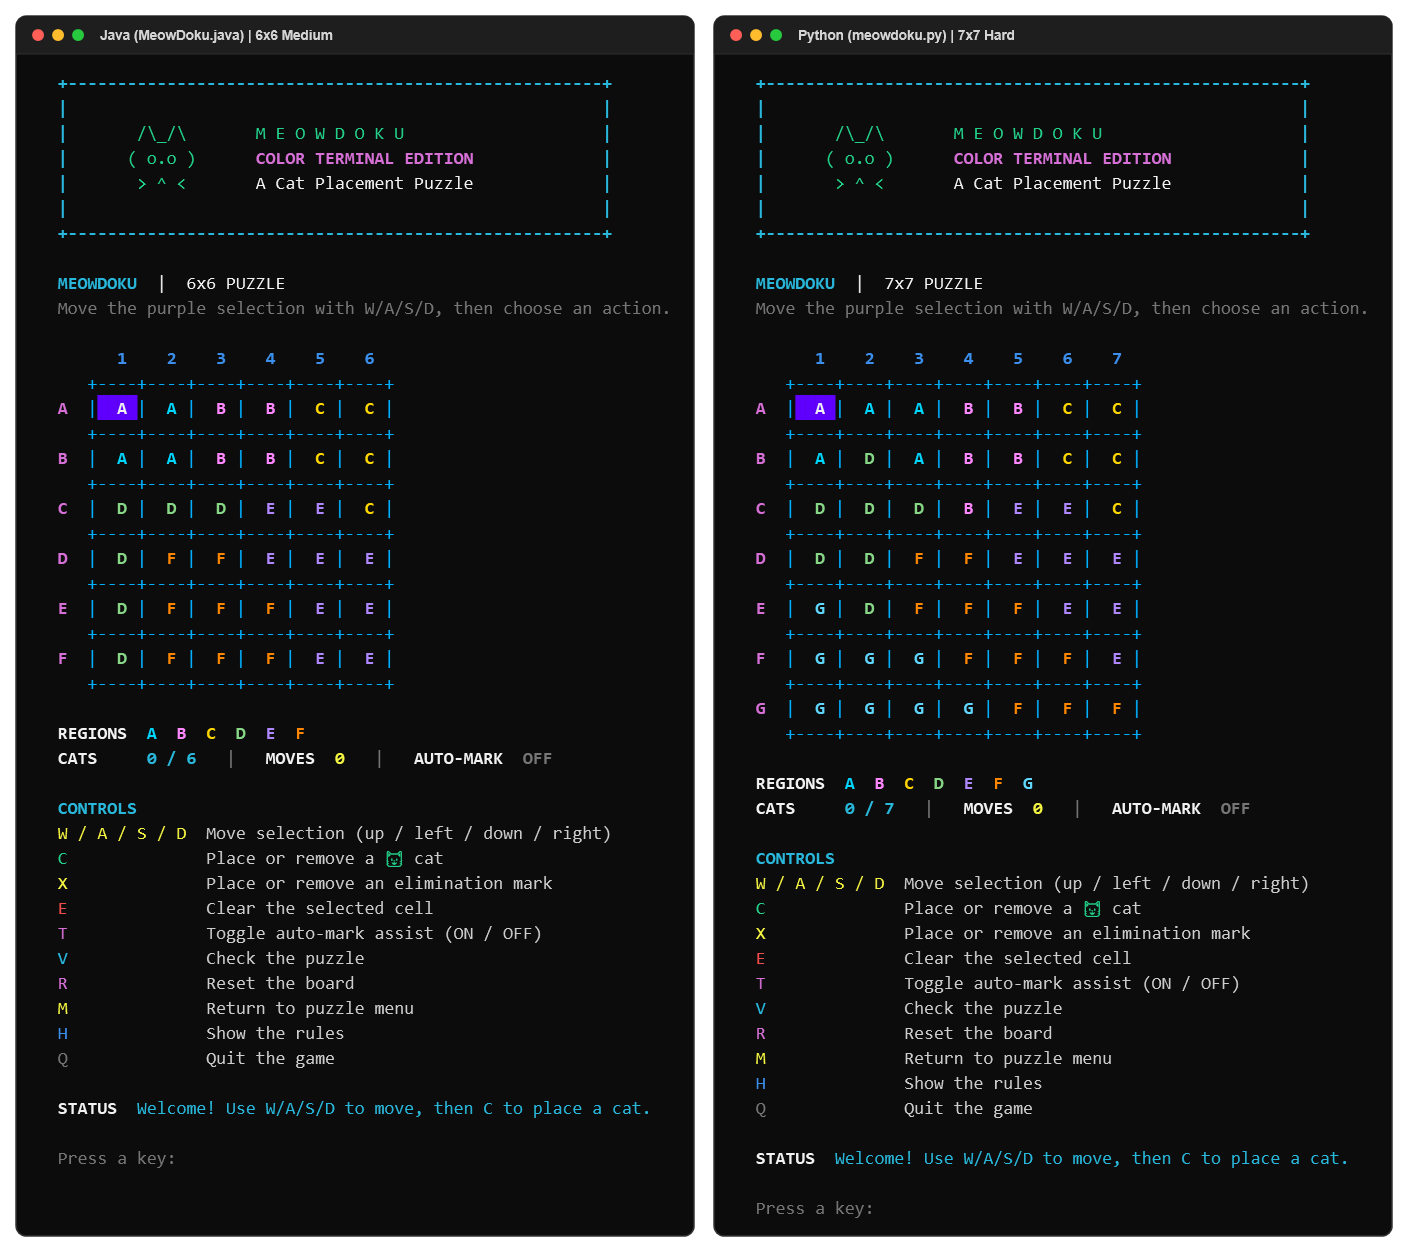 Java (MeowDoku.java) | 6x6 Medium
+------------------------------------------------------+
|                                                      |
|       /\_/\       M E O W D O K U                    |
|      ( o.o )      COLOR TERMINAL EDITION             |
|       > ^ <       A Cat Placement Puzzle             |
|                                                      |
+------------------------------------------------------+
MEOWDOKU  |  6x6 PUZZLE
Move the purple selection with W/A/S/D, then choose an action.
      1    2    3    4    5    6
   +----+----+----+----+----+----+
A  |  A |  A |  B |  B |  C |  C |
   +----+----+----+----+----+----+
B  |  A |  A |  B |  B |  C |  C |
   +----+----+----+----+----+----+
C  |  D |  D |  D |  E |  E |  C |
   +----+----+----+----+----+----+
D  |  D |  F |  F |  E |  E |  E |
   +----+----+----+----+----+----+
E  |  D |  F |  F |  F |  E |  E |
   +----+----+----+----+----+----+
F  |  D |  F |  F |  F |  E |  E |
   +----+----+----+----+----+----+
REGIONS  A  B  C  D  E  F
CATS     0 / 6   |   MOVES  0   |   AUTO-MARK  OFF
CONTROLS
W / A / S / D  Move selection (up / left / down / right)
C              Place or remove a 🐱 cat
X              Place or remove an elimination mark
E              Clear the selected cell
T              Toggle auto-mark assist (ON / OFF)
V              Check the puzzle
R              Reset the board
M              Return to puzzle menu
H              Show the rules
Q              Quit the game
STATUS  Welcome! Use W/A/S/D to move, then C to place a cat.
Press a key:
Python (meowdoku.py) | 7x7 Hard
+------------------------------------------------------+
|                                                      |
|       /\_/\       M E O W D O K U                    |
|      ( o.o )      COLOR TERMINAL EDITION             |
|       > ^ <       A Cat Placement Puzzle             |
|                                                      |
+------------------------------------------------------+
MEOWDOKU  |  7x7 PUZZLE
Move the purple selection with W/A/S/D, then choose an action.
      1    2    3    4    5    6    7
   +----+----+----+----+----+----+----+
A  |  A |  A |  A |  B |  B |  C |  C |
   +----+----+----+----+----+----+----+
B  |  A |  D |  A |  B |  B |  C |  C |
   +----+----+----+----+----+----+----+
C  |  D |  D |  D |  B |  E |  E |  C |
   +----+----+----+----+----+----+----+
D  |  D |  D |  F |  F |  E |  E |  E |
   +----+----+----+----+----+----+----+
E  |  G |  D |  F |  F |  F |  E |  E |
   +----+----+----+----+----+----+----+
F  |  G |  G |  G |  F |  F |  F |  E |
   +----+----+----+----+----+----+----+
G  |  G |  G |  G |  G |  F |  F |  F |
   +----+----+----+----+----+----+----+
REGIONS  A  B  C  D  E  F  G
CATS     0 / 7   |   MOVES  0   |   AUTO-MARK  OFF
CONTROLS
W / A / S / D  Move selection (up / left / down / right)
C              Place or remove a 🐱 cat
X              Place or remove an elimination mark
E              Clear the selected cell
T              Toggle auto-mark assist (ON / OFF)
V              Check the puzzle
R              Reset the board
M              Return to puzzle menu
H              Show the rules
Q              Quit the game
STATUS  Welcome! Use W/A/S/D to move, then C to place a cat.
Press a key: